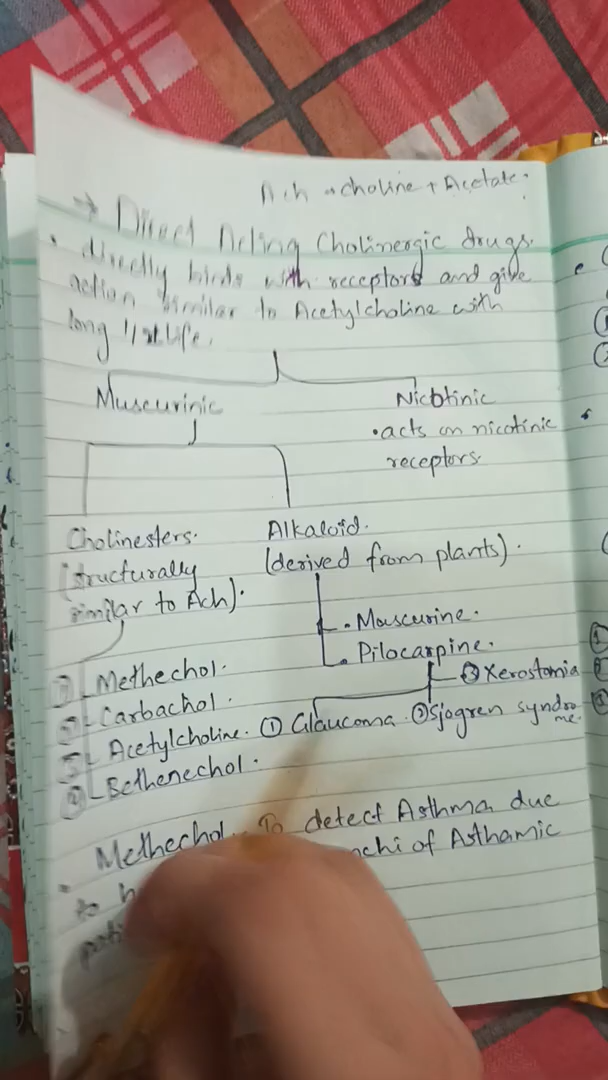 Ach → choline + Acetate.
→ Direct Acting Cholinergic drugs.
• directly binds with receptors and give
action similar to Acetylcholine with
long 1/2 life.
Muscurinic
Nicotinic
• acts on nicotinic
receptors.
Cholinesters.
(structurally
similar to Ach).
Alkaloid.
(derived from plants).
• Mouscurine.
• Pilocarpine.
① Methechol.
② Carbachol.
③ Acetylcholine.
④ Bethenechol.
① Glaucoma.
② Sjogren syndrome.
③ Xerostomia
• Methechol To detect Asthma due
to nchi of Asthamic